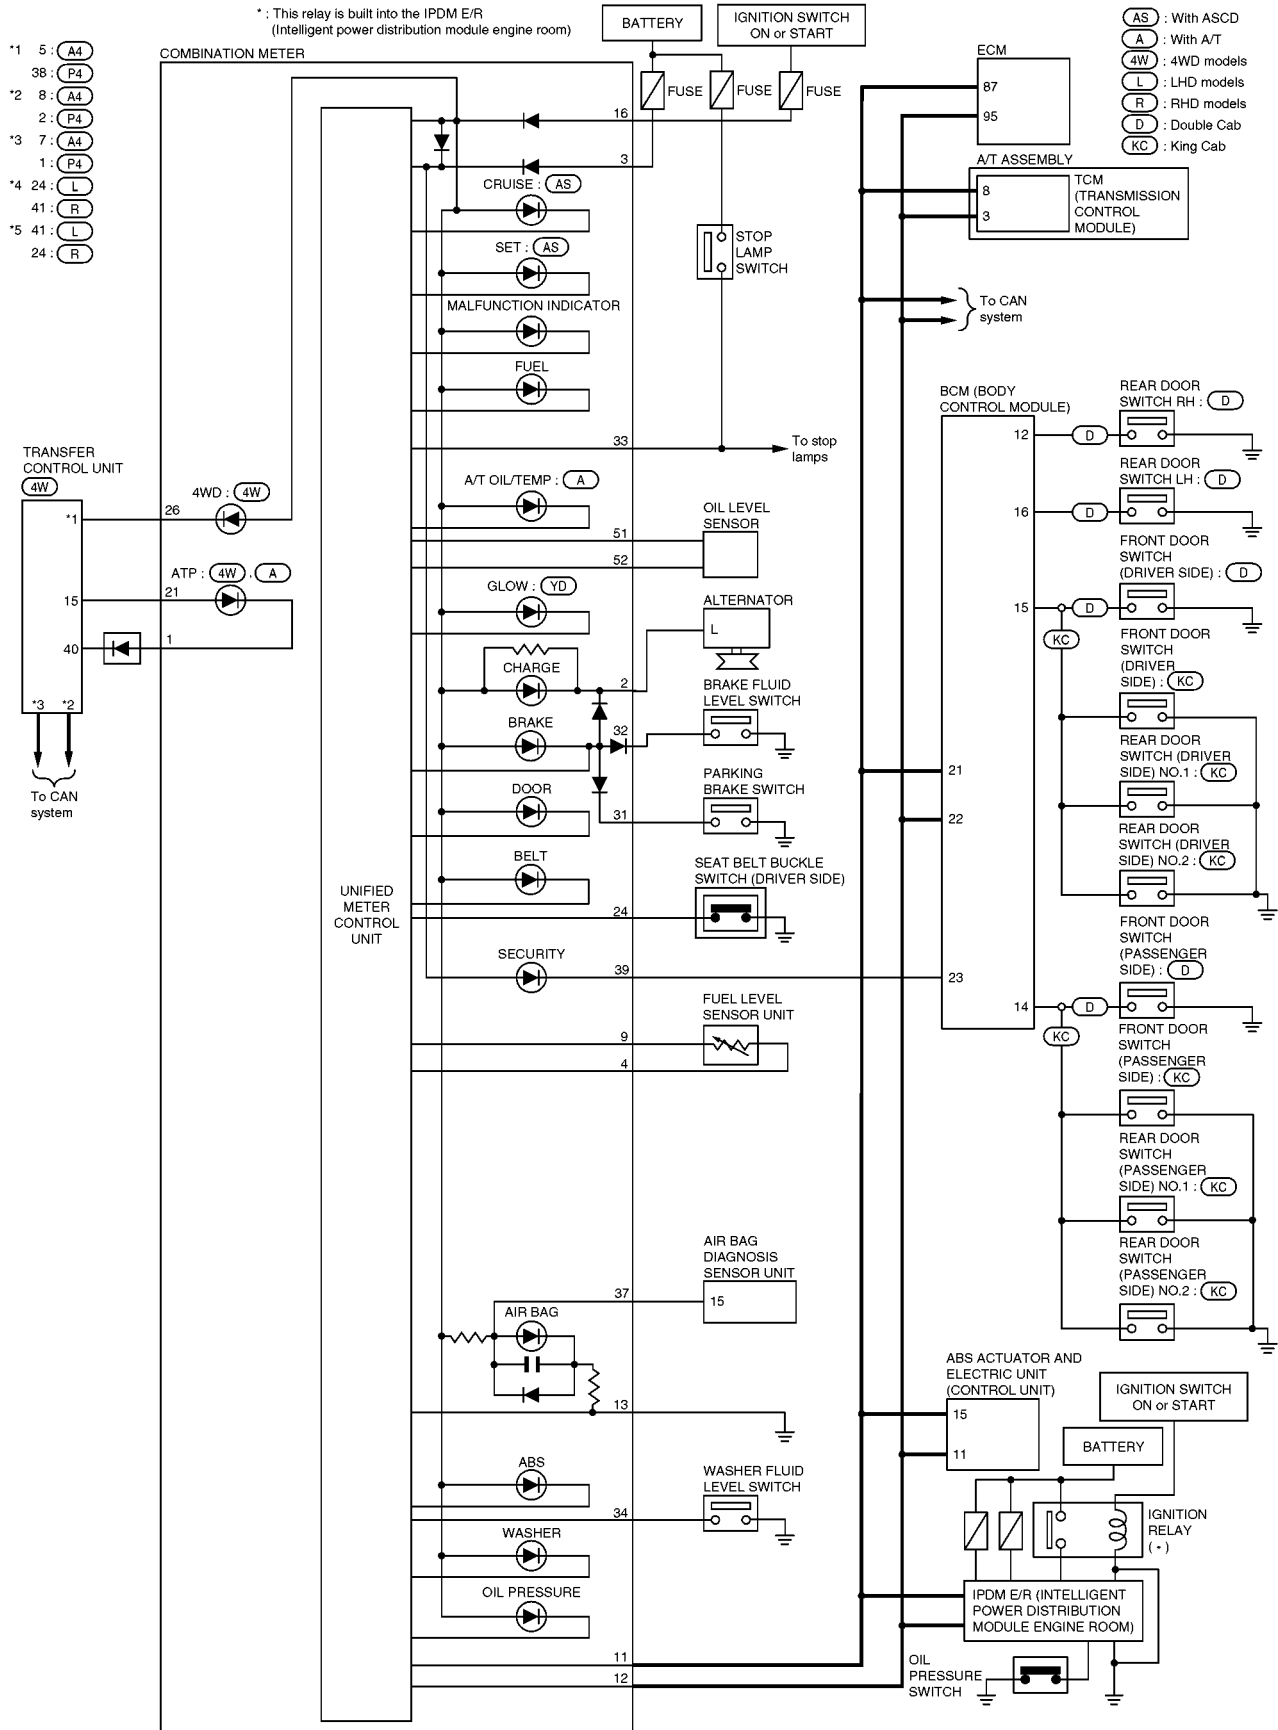 * : This relay is built into the IPDM E/R
(Intelligent power distribution module engine room)
*1 5 : A4
38 : P4
*2 8 : A4
2 : P4
*3 7 : A4
1 : P4
*4 24 : L
41 : R
*5 41 : L
24 : R
COMBINATION METER
BATTERY
IGNITION SWITCH
ON or START
FUSE
FUSE
FUSE
AS : With ASCD
A : With A/T
4W : 4WD models
L : LHD models
R : RHD models
D : Double Cab
KC : King Cab
ECM
87
95
A/T ASSEMBLY
8
3
TCM
(TRANSMISSION
CONTROL
MODULE)
To CAN
system
16
3
CRUISE : AS
SET : AS
MALFUNCTION INDICATOR
FUEL
STOP
LAMP
SWITCH
33
To stop
lamps
TRANSFER
CONTROL UNIT
4W
*1
15
40
*3 *2
To CAN
system
26
4WD : 4W
21
ATP : 4W , A
1
A/T OIL/TEMP : A
51
52
OIL LEVEL
SENSOR
GLOW : YD
ALTERNATOR
L
CHARGE
2
BRAKE FLUID
LEVEL SWITCH
BRAKE
32
PARKING
BRAKE SWITCH
DOOR
31
BELT
SEAT BELT BUCKLE
SWITCH (DRIVER SIDE)
24
UNIFIED
METER
CONTROL
UNIT
SECURITY
39
FUEL LEVEL
SENSOR UNIT
9
4
AIR BAG
DIAGNOSIS
SENSOR UNIT
15
37
AIR BAG
13
ABS
WASHER FLUID
LEVEL SWITCH
34
WASHER
OIL PRESSURE
11
12
BCM (BODY
CONTROL MODULE)
12
16
15
21
22
23
14
REAR DOOR
SWITCH RH : D
D
REAR DOOR
SWITCH LH : D
D
FRONT DOOR
SWITCH
(DRIVER SIDE) : D
D
KC
FRONT DOOR
SWITCH
(DRIVER
SIDE) : KC
REAR DOOR
SWITCH (DRIVER
SIDE) NO.1 : KC
REAR DOOR
SWITCH (DRIVER
SIDE) NO.2 : KC
FRONT DOOR
SWITCH
(PASSENGER
SIDE) : D
D
KC
FRONT DOOR
SWITCH
(PASSENGER
SIDE) : KC
REAR DOOR
SWITCH
(PASSENGER
SIDE) NO.1 : KC
REAR DOOR
SWITCH
(PASSENGER
SIDE) NO.2 : KC
ABS ACTUATOR AND
ELECTRIC UNIT
(CONTROL UNIT)
15
11
IGNITION SWITCH
ON or START
BATTERY
IGNITION
RELAY
( * )
IPDM E/R (INTELLIGENT
POWER DISTRIBUTION
MODULE ENGINE ROOM)
OIL
PRESSURE
SWITCH